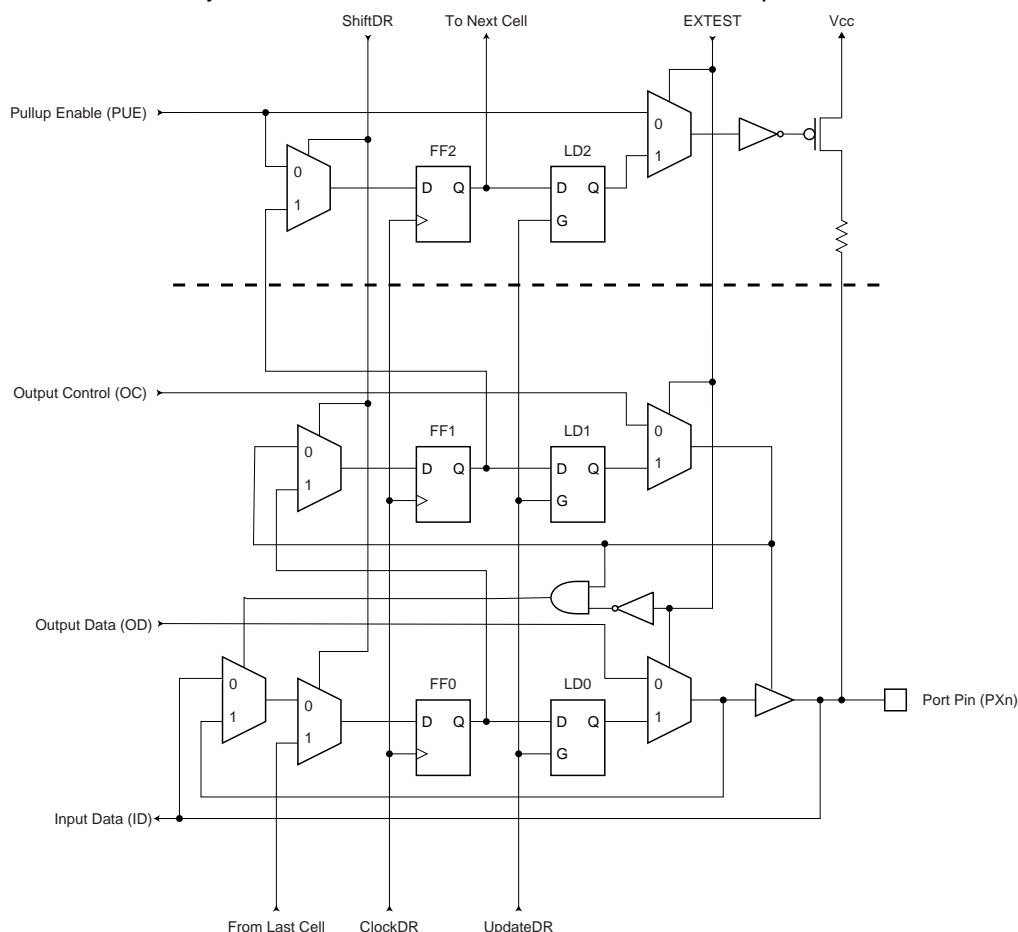 ShiftDR To Next Cell EXTEST Vcc
Pullup Enable (PUE)
0
FF2 LD2
1
0 D Q D Q
1
G
Output Control (OC)
FF1 LD1
0
0
D Q D Q 1
1
G
Output Data (OD)
FF0 LD0
0
0
0
D Q D Q 1 Port Pin (PXn)
1
1
G
Input Data (ID)
From Last Cell ClockDR UpdateDR